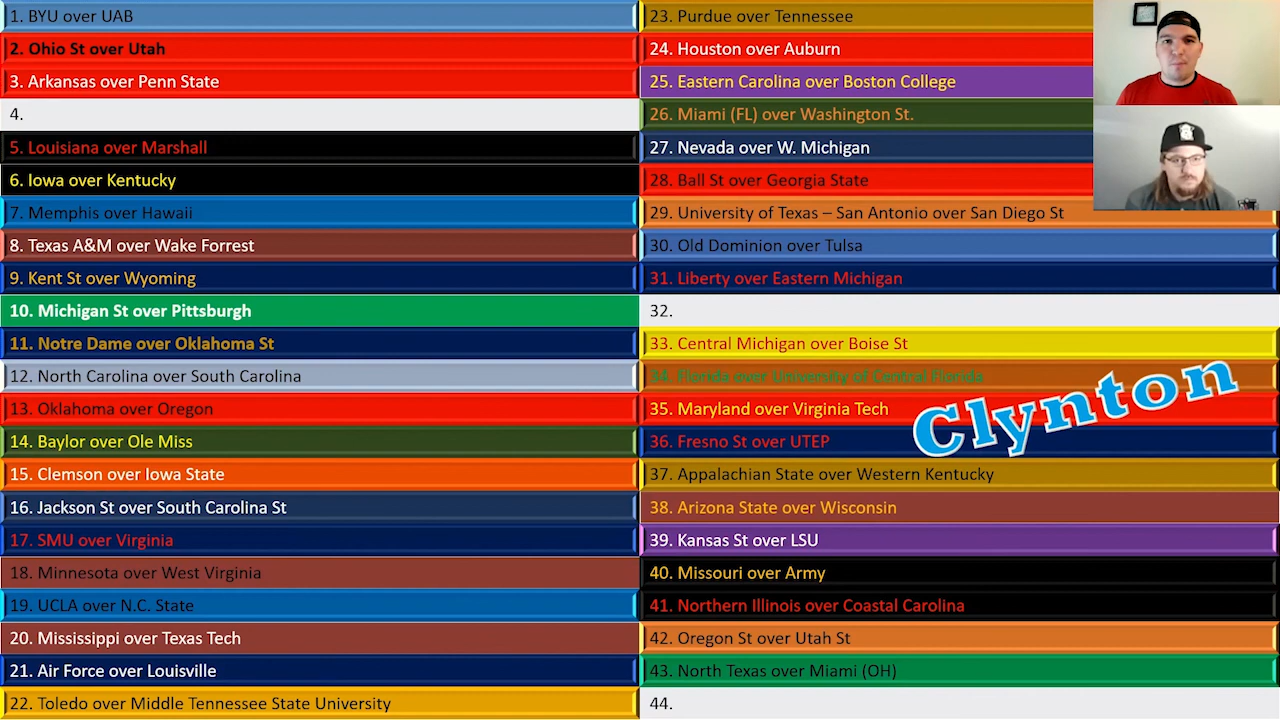 1. BYU over UAB
2. Ohio St over Utah
3. Arkansas over Penn State
4.
5. Louisiana over Marshall
6. Iowa over Kentucky
7. Memphis over Hawaii
8. Texas A&M over Wake Forrest
9. Kent St over Wyoming
10. Michigan St over Pittsburgh
11. Notre Dame over Oklahoma St
12. North Carolina over South Carolina
13. Oklahoma over Oregon
14. Baylor over Ole Miss
15. Clemson over Iowa State
16. Jackson St over South Carolina St
17. SMU over Virginia
18. Minnesota over West Virginia
19. UCLA over N.C. State
20. Mississippi over Texas Tech
21. Air Force over Louisville
22. Toledo over Middle Tennessee State University
23. Purdue over Tennessee
24. Houston over Auburn
25. Eastern Carolina over Boston College
26. Miami (FL) over Washington St.
27. Nevada over W. Michigan
28. Ball St over Georgia State
29. University of Texas – San Antonio over San Diego St
30. Old Dominion over Tulsa
31. Liberty over Eastern Michigan
32.
33. Central Michigan over Boise St
34. Florida over University of Central Florida
35. Maryland over Virginia Tech
36. Fresno St over UTEP
37. Appalachian State over Western Kentucky
38. Arizona State over Wisconsin
39. Kansas St over LSU
40. Missouri over Army
41. Northern Illinois over Coastal Carolina
42. Oregon St over Utah St
43. North Texas over Miami (OH)
44.
Clynton